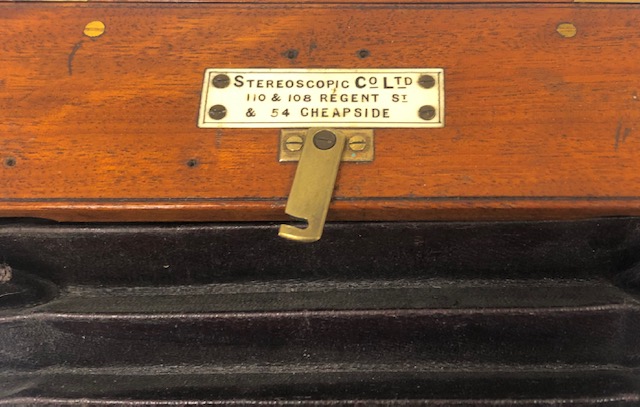 STEREOSCOPIC CO LTD
110 & 108 REGENT ST
& 54 CHEAPSIDE